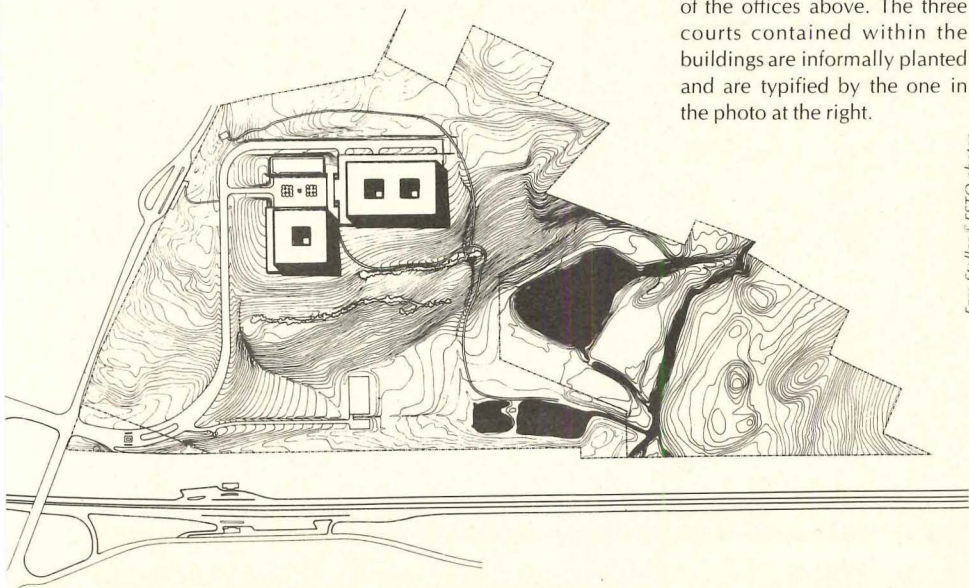 of the offices above. The three
courts contained within the
buildings are informally planted
and are typified by the one in
the photo at the right.